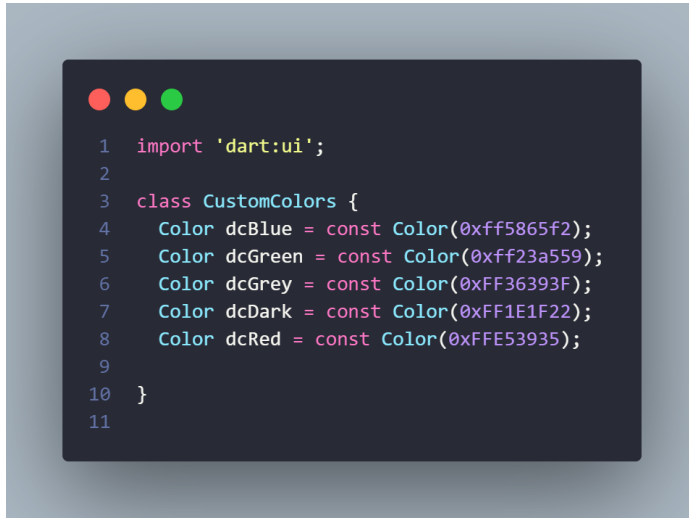 1 import 'dart:ui';
2
3 class CustomColors {
4 Color dcBlue = const Color(0xff5865f2);
5 Color dcGreen = const Color(0xff23a559);
6 Color dcGrey = const Color(0xFF36393F);
7 Color dcDark = const Color(0xFF1E1F22);
8 Color dcRed = const Color(0xFFE53935);
9
10 }
11